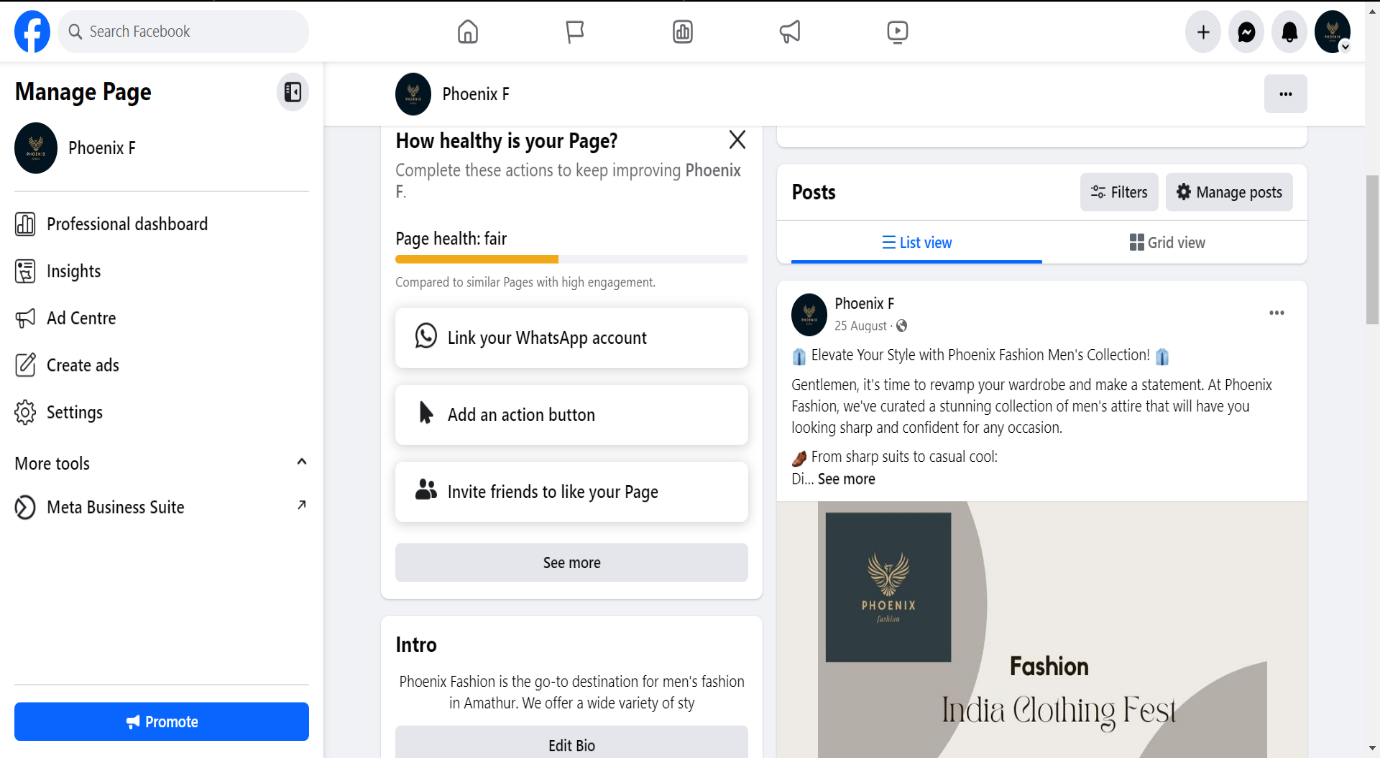 Search Facebook
Manage Page
Phoenix F
Professional dashboard
Insights
Ad Centre
Create ads
Settings
More tools
Meta Business Suite
Promote
Phoenix F
How healthy is your Page?
Complete these actions to keep improving Phoenix
F.
Page health: fair
Compared to similar Pages with high engagement.
Link your WhatsApp account
Add an action button
Invite friends to like your Page
See more
Intro
Phoenix Fashion is the go-to destination for men's fashion
in Amathur. We offer a wide variety of sty
Edit Bio
Posts
Filters
Manage posts
List view
Grid view
Phoenix F
25 August ·
Elevate Your Style with Phoenix Fashion Men's Collection!
Gentlemen, it's time to revamp your wardrobe and make a statement. At Phoenix
Fashion, we've curated a stunning collection of men's attire that will have you
looking sharp and confident for any occasion.
From sharp suits to casual cool:
Di... See more
PHOENIX
fashion
Fashion
India Clothing Fest